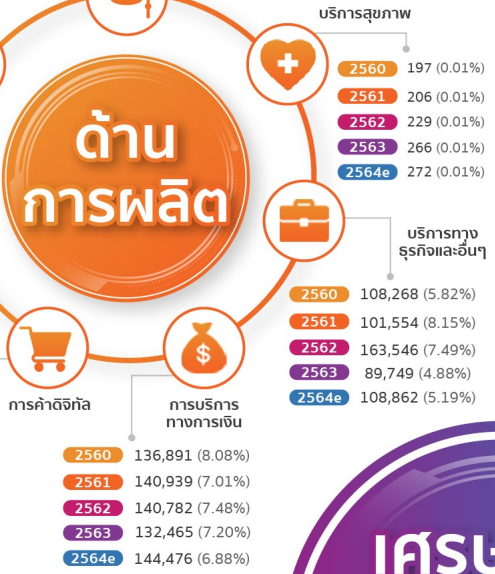 บริการสุขภาพ
2560 197 (0.01%)
2561 206 (0.01%)
2562 229 (0.01%)
2563 266 (0.01%)
2564e 272 (0.01%)
ด้าน
การผลิต
บริการทาง
ธุรกิจและอื่นๆ
2560 108,268 (5.82%)
2561 101,554 (8.15%)
2562 163,546 (7.49%)
2563 89,749 (4.88%)
2564e 108,862 (5.19%)
$
การค้าดิจิทัล
การบริการ
ทางการเงิน
2560 136,891 (8.08%)
2561 140,939 (7.01%)
2562 140,782 (7.48%)
2563 132,465 (7.20%)
2564e 144,476 (6.88%)